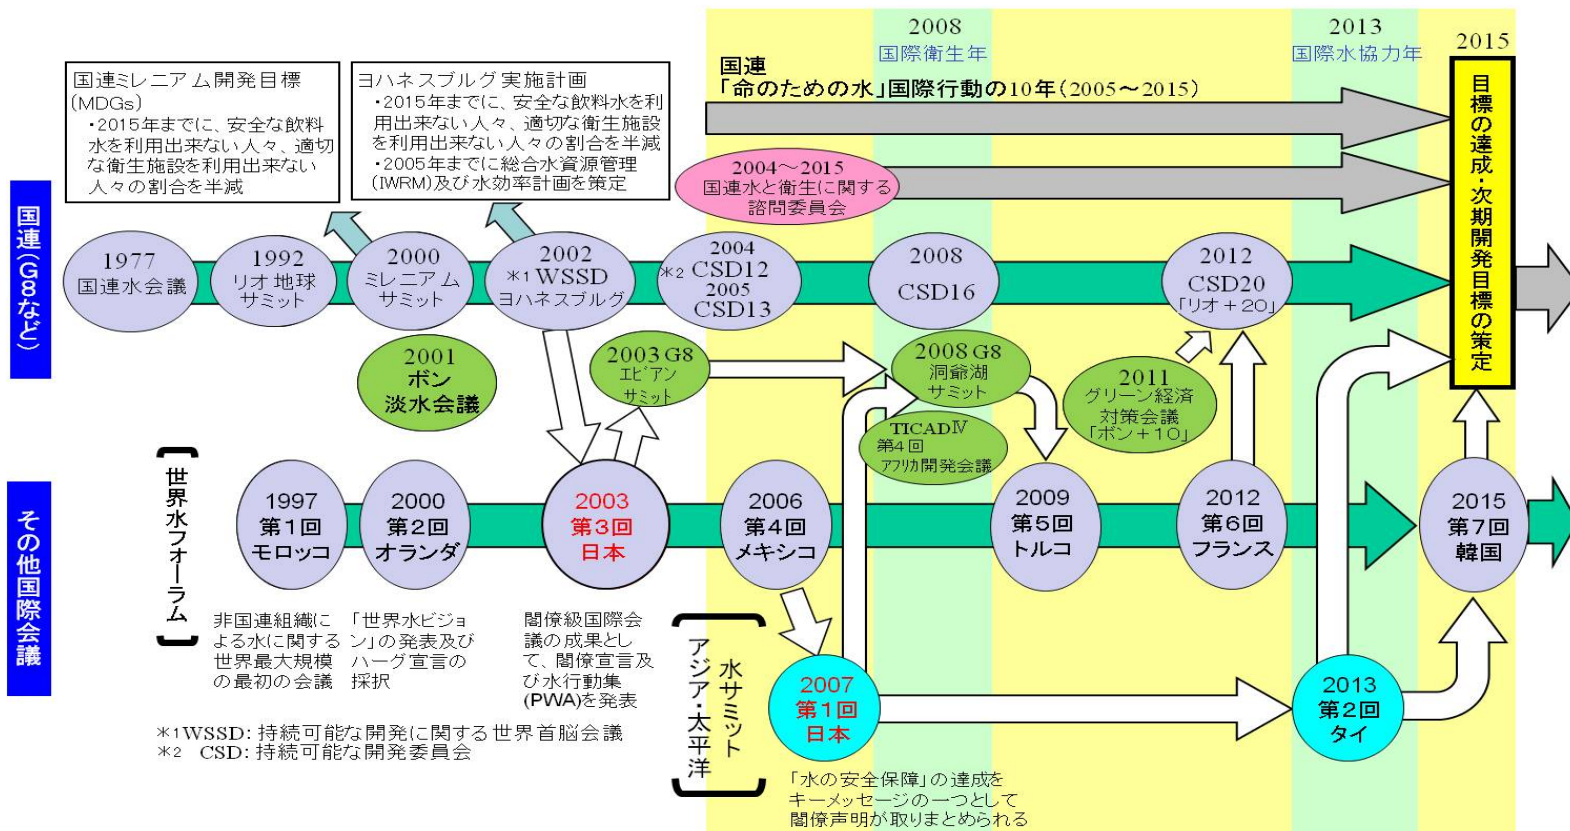 2008
国際衛生年
2013
国際水協力年
2015
国連ミレニアム開発目標
(MDGs)
・2015年までに、安全な飲料
水を利用出来ない人々、適切
な衛生施設を利用出来ない
人々の割合を半減
ヨハネスブルグ実施計画
・2015年までに、安全な飲料水を利
用出来ない人々、適切な衛生施設
を利用出来ない人々の割合を半減
・2005年までに総合水資源管理
(IWRM)及び水効率計画を策定
国連
「命のための水」国際行動の10年(2005～2015)
2004～2015
国連水と衛生に関する
諮問委員会
目標の達成・次期開発目標の策定
国連(G8など)
1977
国連水会議
1992
リオ地球
サミット
2000
ミレニアム
サミット
2002
*1 WSSD
ヨハネスブルグ
2004
*2 CSD12
2005
CSD13
2008
CSD16
2012
CSD20
「リオ+20」
2001
ボン
淡水会議
2003 G8
エビアン
サミット
2008 G8
洞爺湖
サミット
TICADⅣ
第4回
アフリカ開発会議
2011
グリーン経済
対策会議
「ボン+10」
その他国際会議
世界水フォーラム
1997
第1回
モロッコ
2000
第2回
オランダ
2003
第3回
日本
2006
第4回
メキシコ
2009
第5回
トルコ
2012
第6回
フランス
2015
第7回
韓国
非国連組織に
よる水に関する
世界最大規模
の最初の会議
「世界水ビジョ
ン」の発表及び
ハーグ宣言の
採択
閣僚級国際会
議の成果とし
て、閣僚宣言及
び水行動集
(PWA)を発表
アジア・太平洋
水サミット
2007
第1回
日本
2013
第2回
タイ
「水の安全保障」の達成を
キーメッセージの一つとして
閣僚声明が取りまとめられる
*1WSSD: 持続可能な開発に関する世界首脳会議
*2 CSD: 持続可能な開発委員会